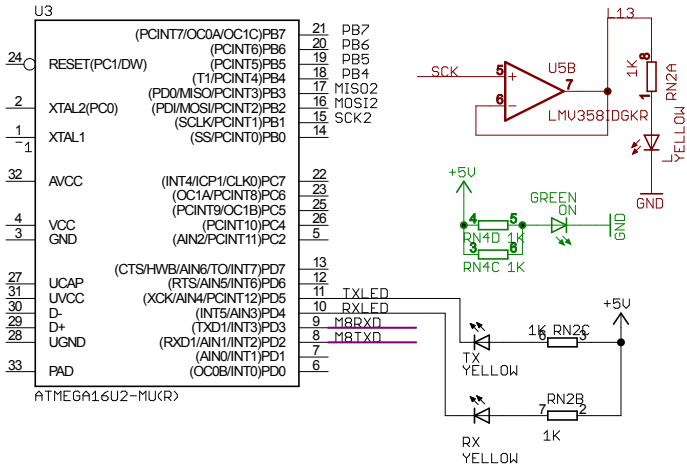 U3
24 RESET(PC1/DW)
2 XTAL2(PC0)
1 XTAL1
1
32 AVCC
4 VCC
3 GND
27 UCAP
31 UVCC
30 D-
29 D+
28 UGND
33 PAD
(PCINT7/OC0A/OC1C)PB7 21 PB7
(PCINT6)PB6 20 PB6
(PCINT5)PB5 19 PB5
(T1/PCINT4)PB4 18 PB4
(PD0/MISO/PCINT3)PB3 17 MISO2
(PDI/MOSI/PCINT2)PB2 16 MOSI2
(SCLK/PCINT1)PB1 15 SCK2
(SS/PCINT0)PB0 14
(INT4/ICP1/CLK0)PC7 22
(OC1A/PCINT8)PC6 23
(PCINT9/OC1B)PC5 25
(PCINT10)PC4 26
(AIN2/PCINT11)PC2 5
(CTS/HWB/AIN6/TO/INT7)PD7 13
(RTS/AIN5/INT6)PD6 12
(XCK/AIN4/PCINT12)PD5 11 TXLED
(INT5/AIN3)PD4 10 RXLED
(TXD1/INT3)PD3 9 M8RXD
(RXD1/AIN1/INT2)PD2 8 M8TXD
(AIN0/INT1)PD1 7
(OC0B/INT0)PD0 6
ATMEGA16U2-MU(R)
L13
SCK
5 +
6 −
7
U5B
LMV358IDGKR
8
1K
RN2A
1
L
YELLOW
GND
+5V
GREEN
ON
4 5
RN4D 1K
3 6
RN4C 1K
GND
+5V
1K RN2C
6 3
TX
YELLOW
RN2B
7 2
1K
RX
YELLOW